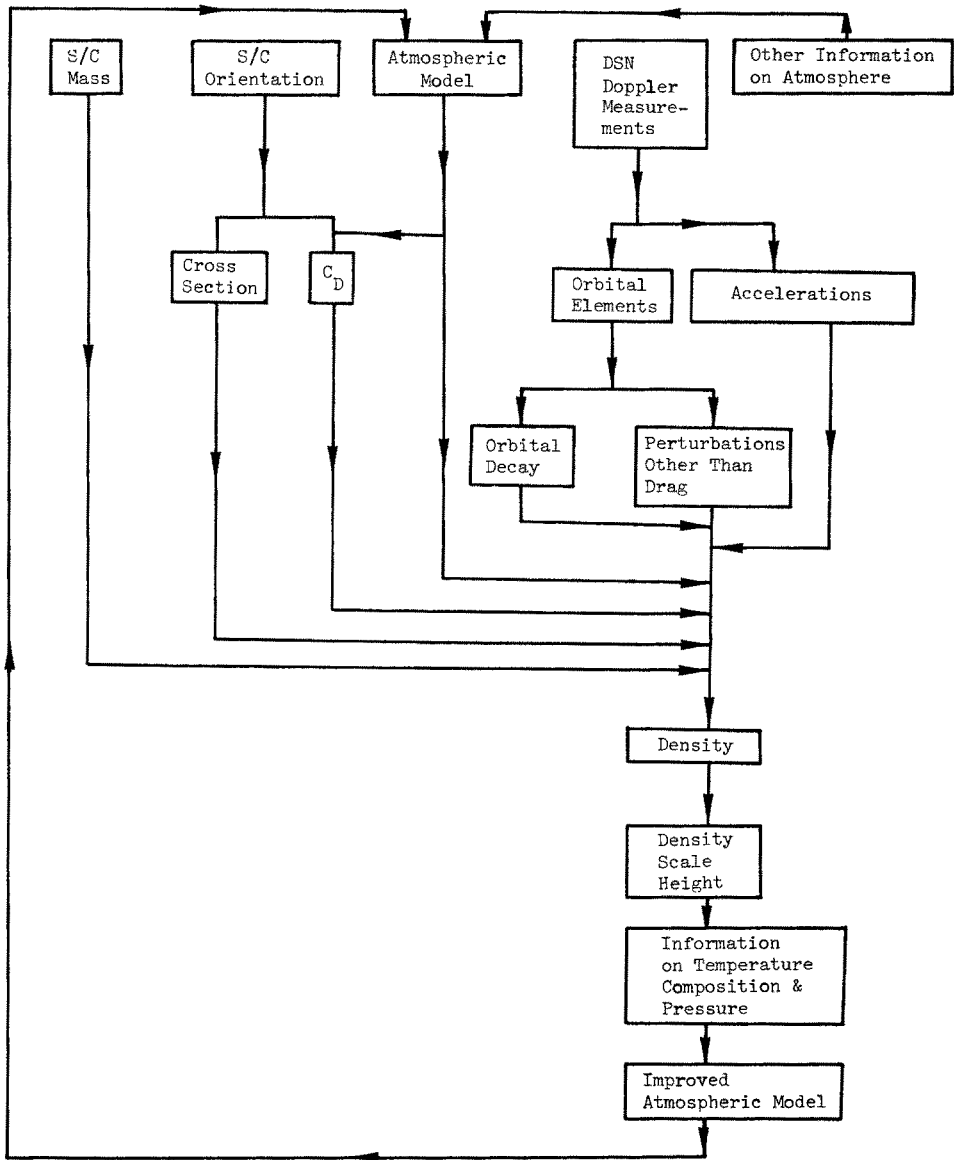 S/C
Mass
S/C
Orientation
Atmospheric
Model
DSN
Doppler
Measure-
ments
Other Information
on Atmosphere
Cross
Section
C_D
Orbital
Elements
Accelerations
Orbital
Decay
Perturbations
Other Than
Drag
Density
Density
Scale
Height
Information
on Temperature
Composition &
Pressure
Improved
Atmospheric Model